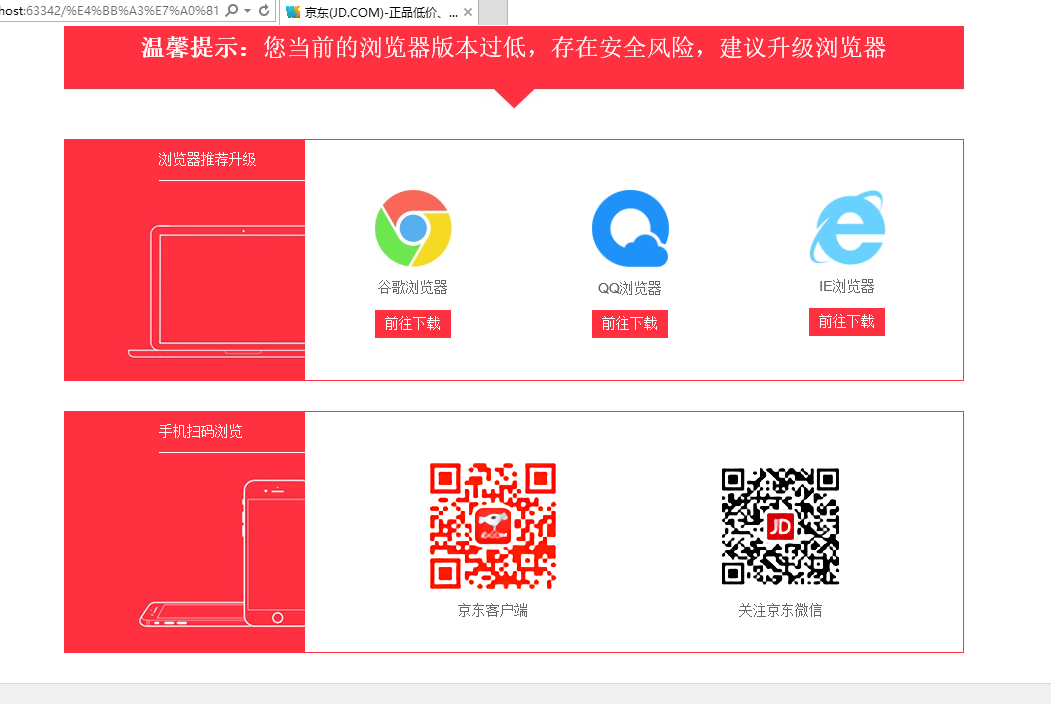 host:63342/%E4%BB%A3%E7%A0%81
京东(JD.COM)-正品低价、...
温馨提示：您当前的浏览器版本过低，存在安全风险，建议升级浏览器
浏览器推荐升级
谷歌浏览器
QQ浏览器
IE浏览器
前往下载
前往下载
前往下载
手机扫码浏览
JD
京东客户端
关注京东微信